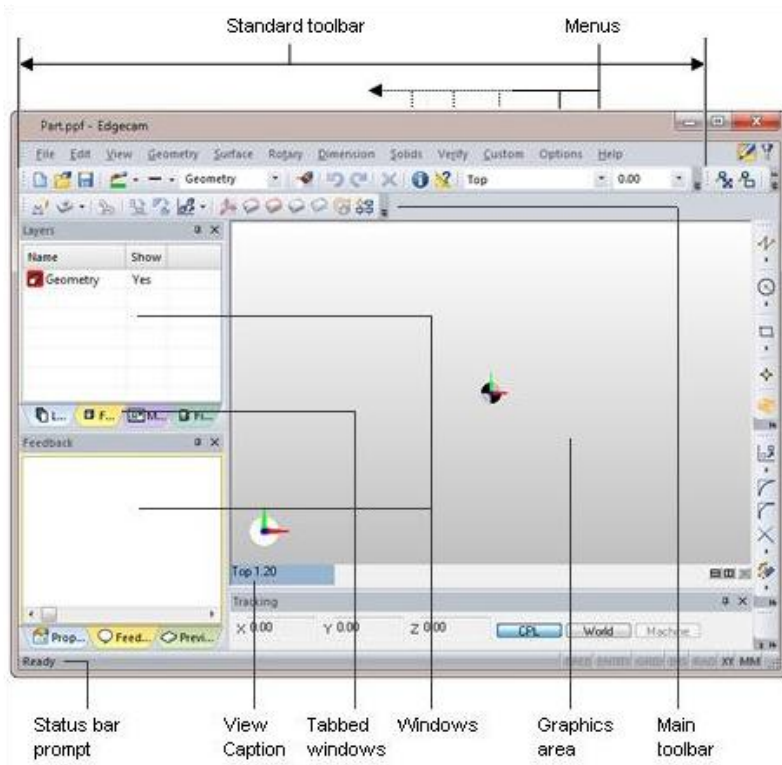 Standard toolbar Menus
Part.ppf - Edgecam
File Edit View Geometry Surface Rotary Dimension Solids Verify Custom Options Help
Geometry Top 0.00
Layers
Name Show
Geometry Yes
L... F... M... Fi...
Feedback
Top 1.20
Tracking
X 0.00 Y 0.00 Z 0.00 CPL World Machine
Prop... Feed... Previ...
Ready XY MM
Status bar prompt
View Caption
Tabbed windows
Windows
Graphics area
Main toolbar